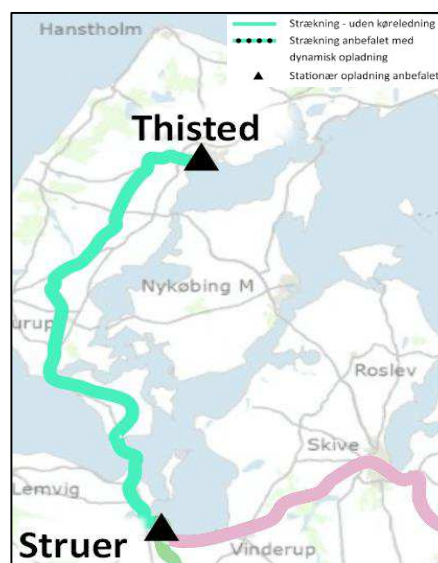 Hanstholm
Strækning - uden køreledning
Strækning anbefalet med
dynamisk opladning
Stationær opladning anbefalet
Thisted
Nykøbing M
urup
Roslev
Skive
Lemvig
Struer
Vinderup